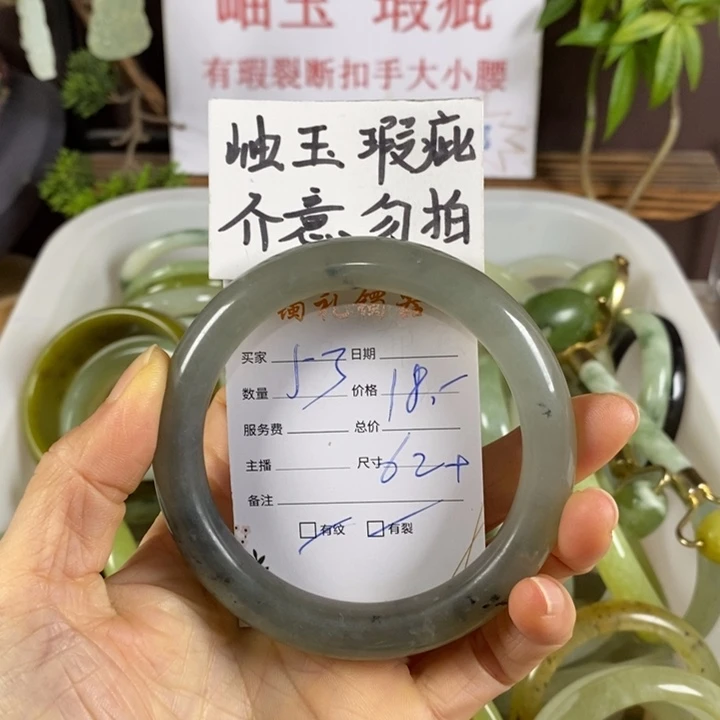 岫玉 瑕疵
有瑕裂断扣手大小腰
岫玉 瑕疵
介意勿拍
买家 53 日期
数量 价格 18.-
服务费 总价
主播 尺寸 62+
备注
□有纹 □有裂